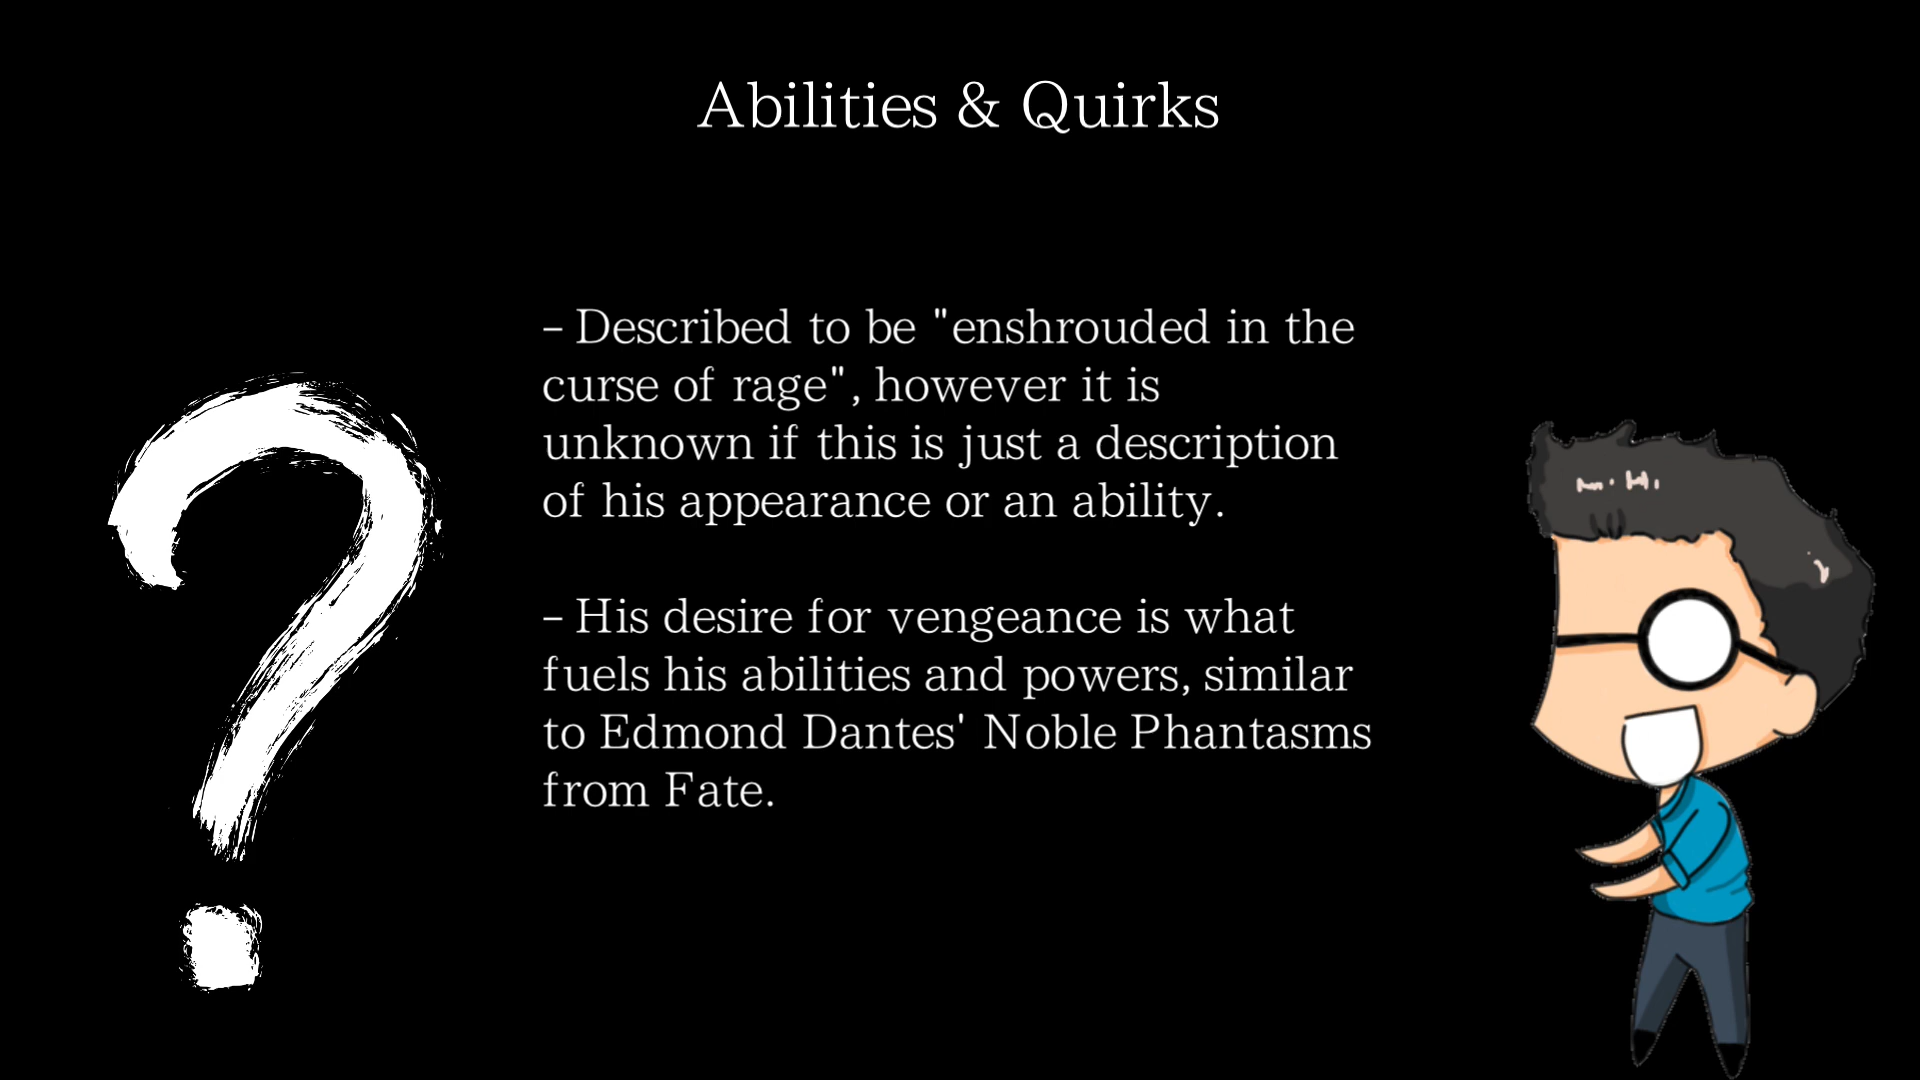 Abilities & Quirks
– Described to be "enshrouded in the
curse of rage", however it is
unknown if this is just a description
of his appearance or an ability.
– His desire for vengeance is what
fuels his abilities and powers, similar
to Edmond Dantes' Noble Phantasms
from Fate.
?